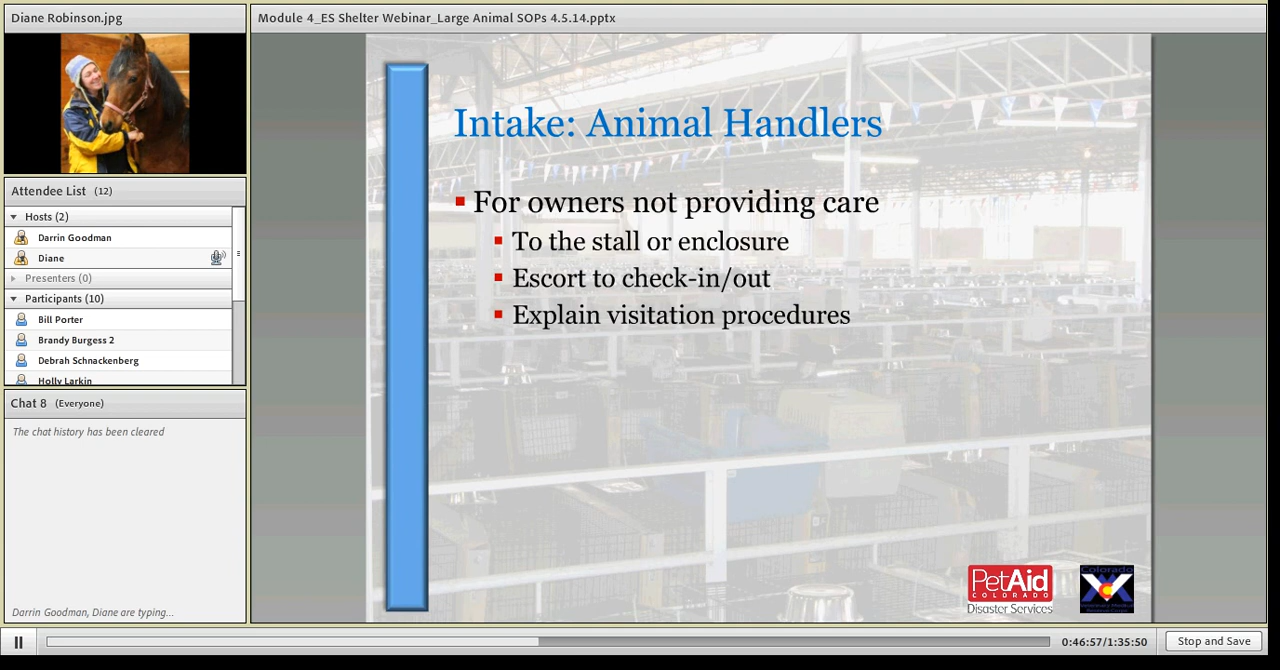 Diane Robinson.jpg
Module 4_ES Shelter Webinar_Large Animal SOPs 4.5.14.pptx
Attendee List (12)
Hosts (2)
Darrin Goodman
Diane
Presenters (0)
Participants (10)
Bill Porter
Brandy Burgess 2
Debrah Schnackenberg
Holly Larkin
Chat 8 (Everyone)
The chat history has been cleared
Darrin Goodman, Diane are typing...
Intake: Animal Handlers
For owners not providing care
To the stall or enclosure
Escort to check-in/out
Explain visitation procedures
PetAid
COLORADO
Disaster Services
Colorado
0:46:57/1:35:50
Stop and Save